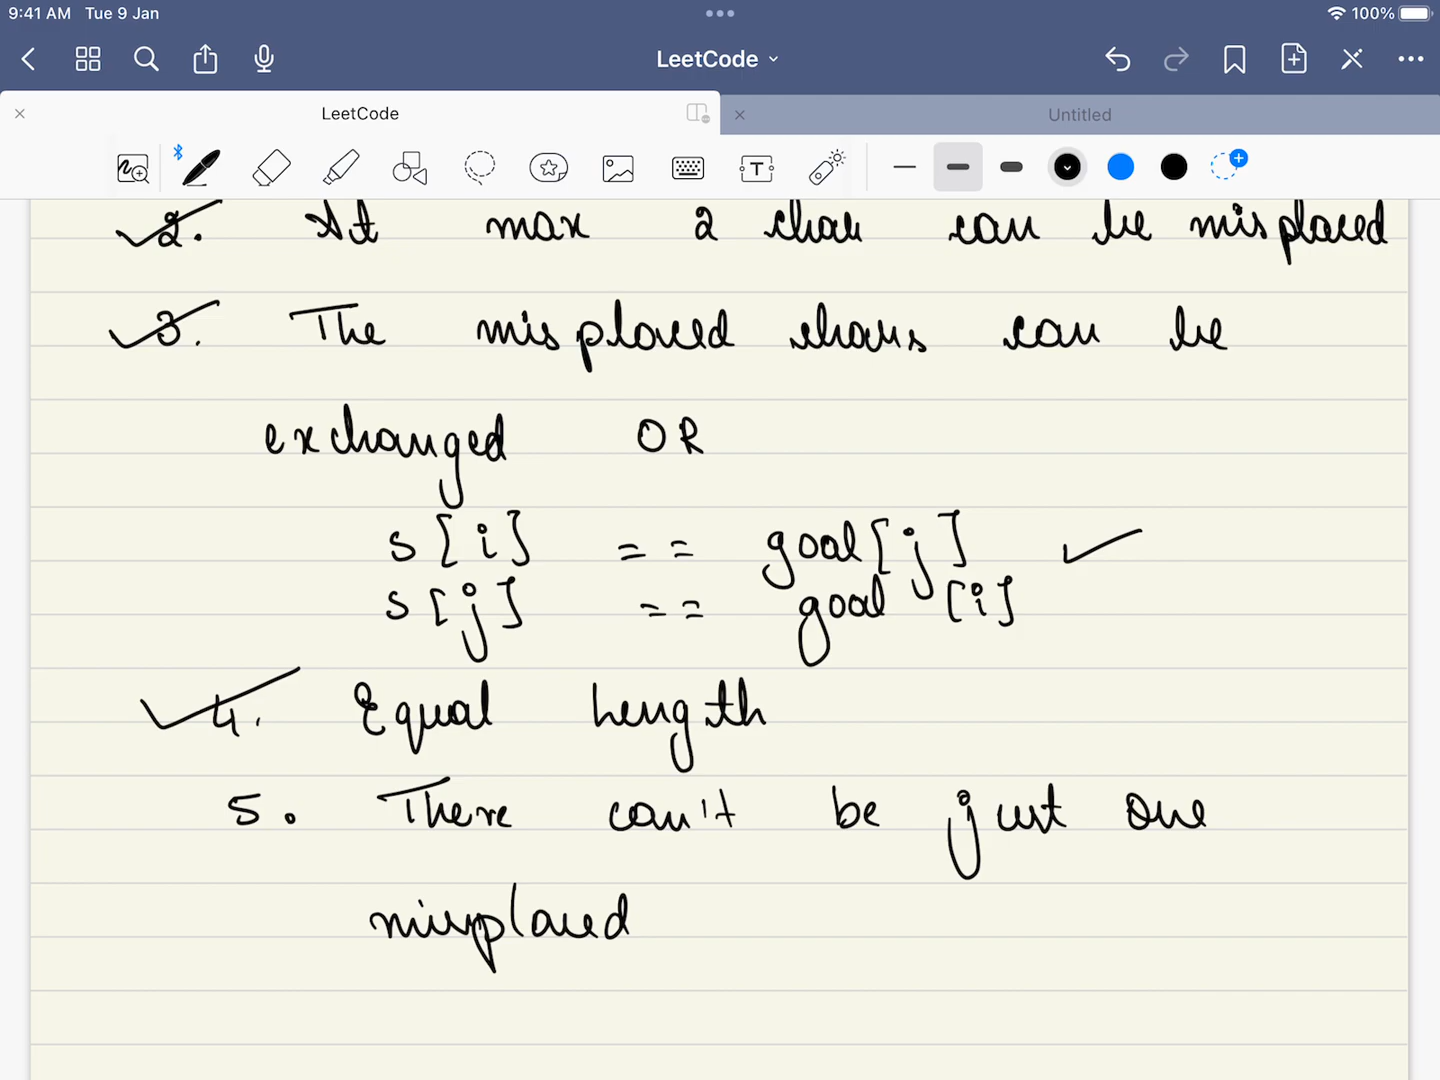 9:41 AM Tue 9 Jan 100%
LeetCode
LeetCode
Untitled
2. At max 2 char can be misplaced
3. The misplaced chars can be
exchanged OR
s[i] == goal[j]
s[j] == goal[i]
4. Equal Length
5. There can't be just one
misplaced